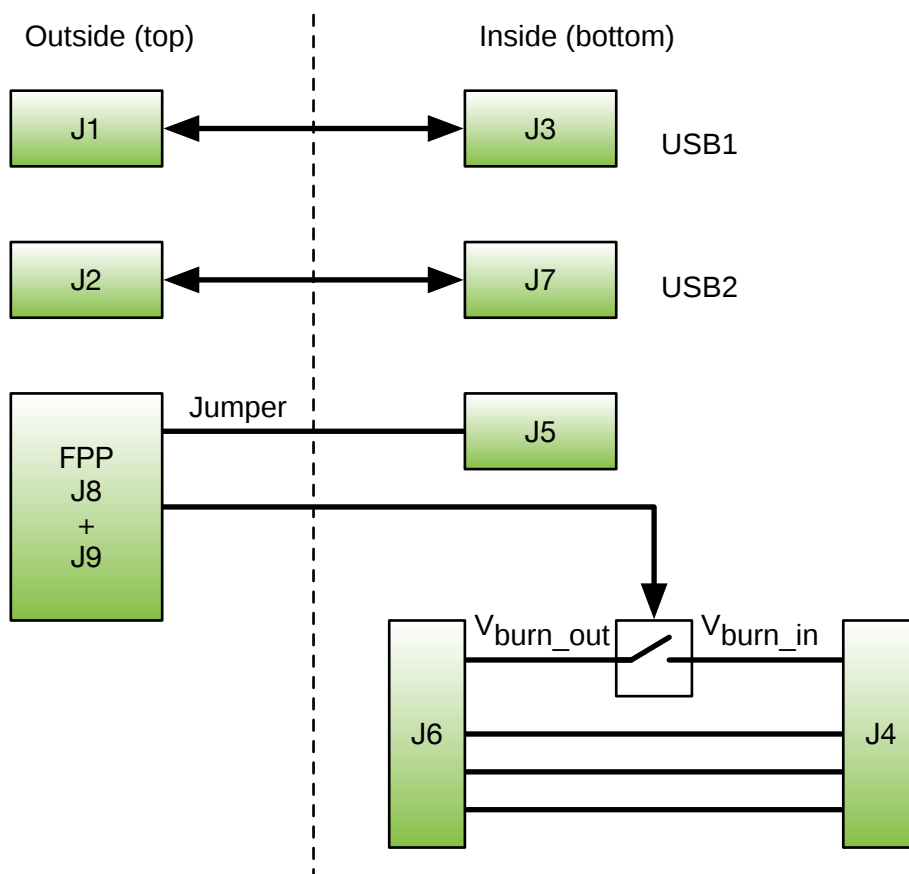 Outside (top)
Inside (bottom)
J1
J3
USB1
J2
J7
USB2
Jumper
J5
FPP
J8
+
J9
Vburn_out
Vburn_in
J6
J4